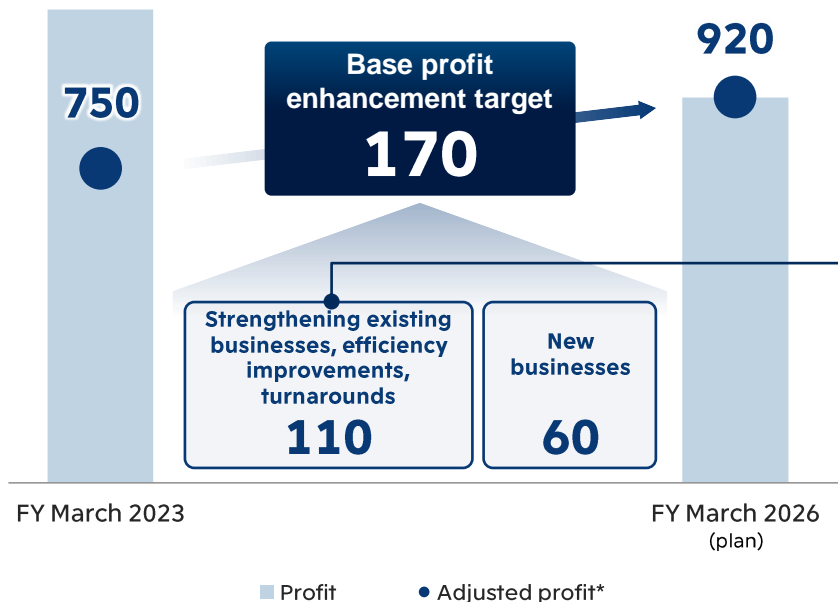 920
Base profit
enhancement target
170
750
Strengthening existing
businesses, efficiency
improvements,
turnarounds
110
New
businesses
60
FY March 2023
FY March 2026
(plan)
Profit
Adjusted profit*